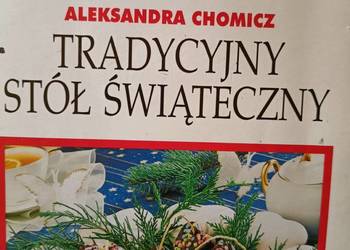 ALEKSANDRA CHOMICZ
TRADYCYJNY
STÓŁ ŚWIĄTECZNY